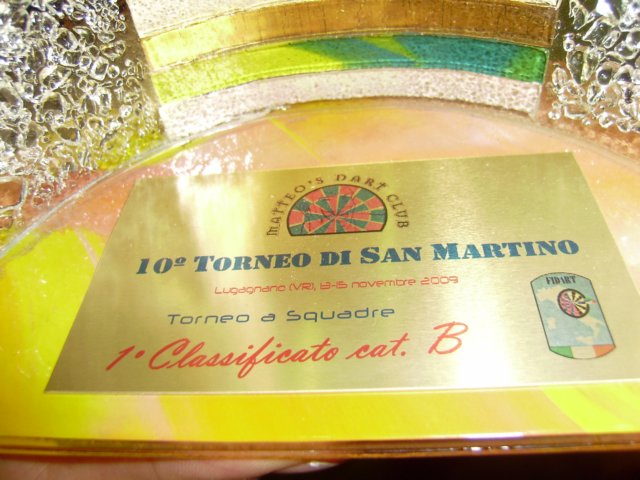 MATTEO'S DART CLUB
10º TORNEO DI SAN MARTINO
Lugagnano (VR), 13-15 novembre 2009
FIDART
Torneo a Squadre
1° Classificato cat. B